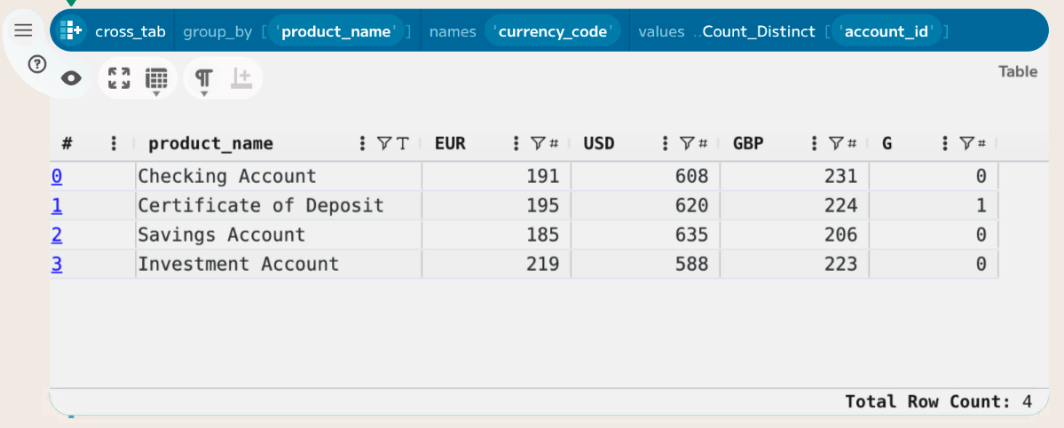 cross_tab group_by ['product_name'] names 'currency_code' values ..Count_Distinct ['account_id']
Table
# product_name T EUR # USD # GBP # G #
0 Checking Account 191 608 231 0
1 Certificate of Deposit 195 620 224 1
2 Savings Account 185 635 206 0
3 Investment Account 219 588 223 0
Total Row Count: 4